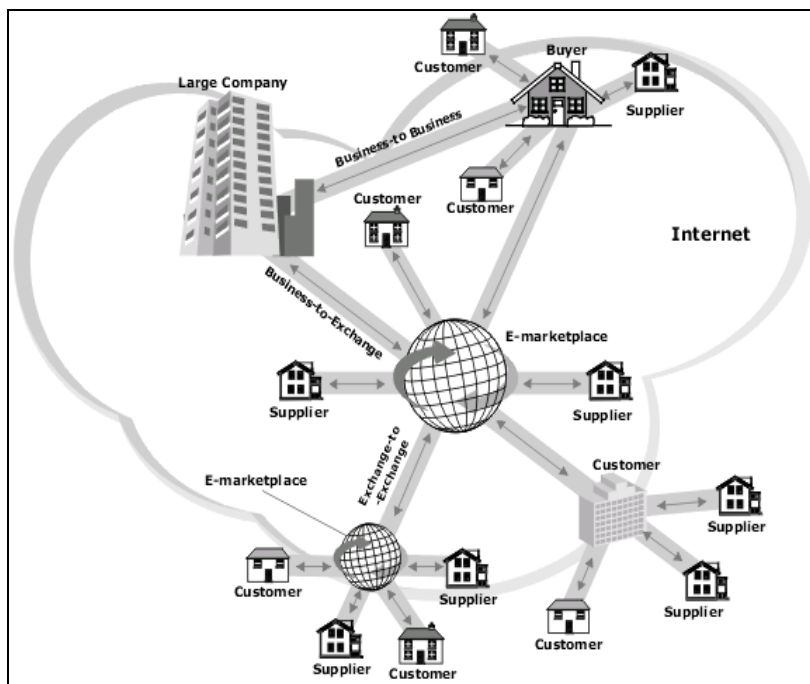 Buyer
Customer
Large Company
Supplier
Business-to Business
Customer
Customer
Internet
Business-to-Exchange
E-marketplace
Supplier
Supplier
Exchange-to
-Exchange
Customer
E-marketplace
Supplier
Customer
Supplier
Supplier
Customer
Supplier
Customer